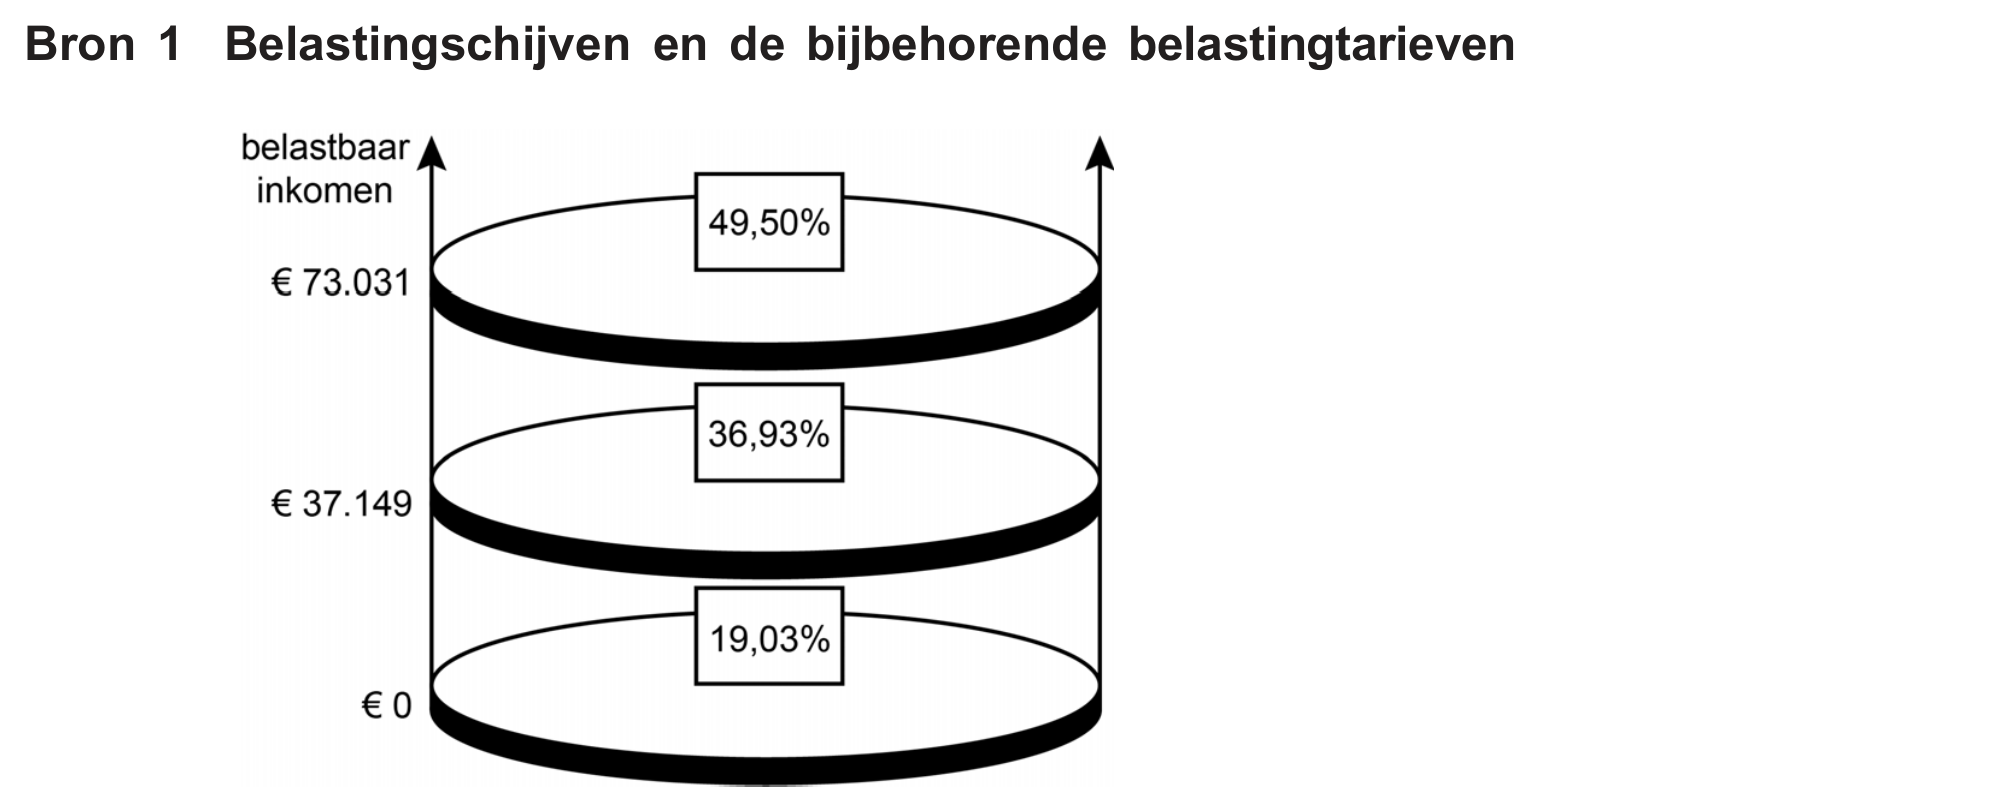 Bron 1 Belastingschijven en de bijbehorende belastingtarieven
belastbaar
inkomen
49,50%
€ 73.031
36,93%
€ 37.149
19,03%
€ 0